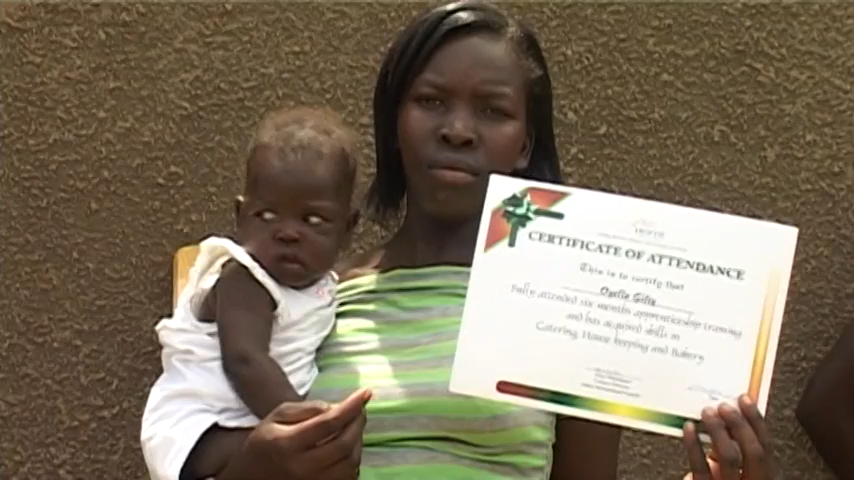 CERTIFICATE OF ATTENDANCE
This is to certify that
Fully attended six months apprenticeship training
and has acquired skills in
Catering, House keeping and Bakery